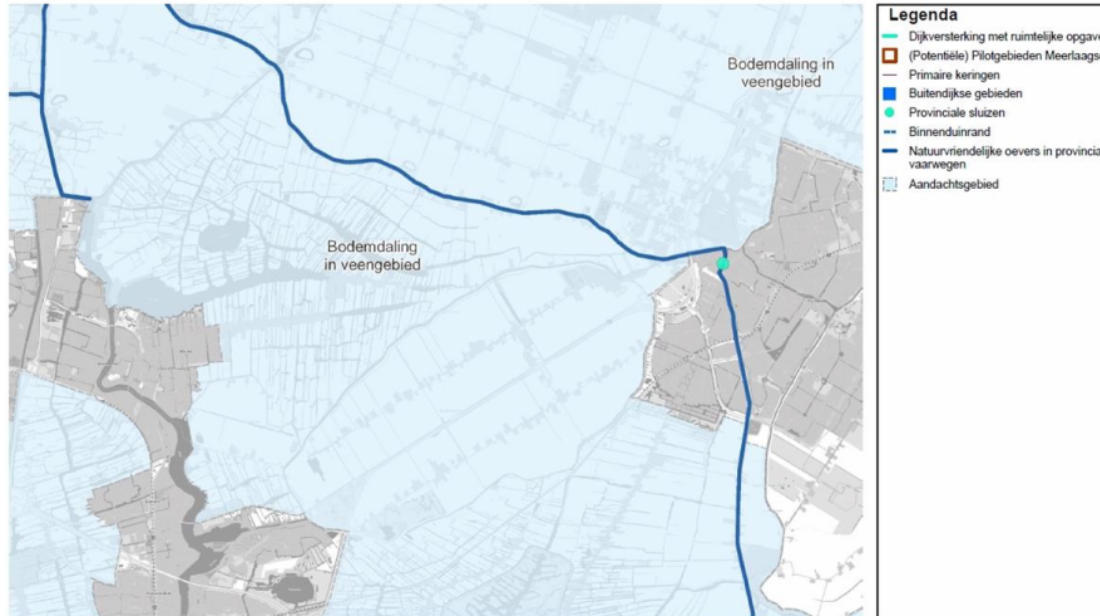 Bodemdaling in
veengebied
Bodemdaling
in veengebied
Legenda
Dijkversterking met ruimtelijke opgave
(Potentiële) Pilotgebieden Meerlaagse
Primaire keringen
Buitendijkse gebieden
Provinciale sluizen
Binnenduinrand
Natuurvriendelijke oevers in provincia
vaarwegen
Aandachtsgebied